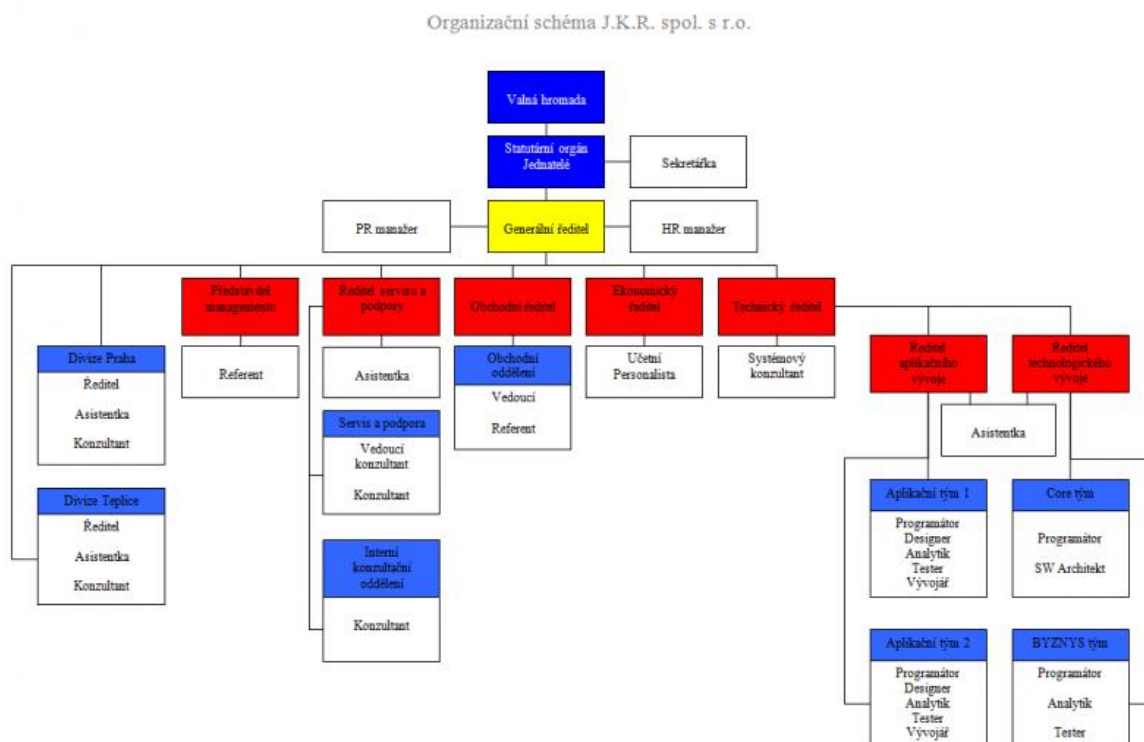 Organizační schéma J.K.R. spol. s r.o.
Valná hromada
Statutární orgán
Jednatelé
Sekretářka
PR manažer
Generální ředitel
HR manažer
Představitel
managementu
Referent
Reditel servisu a
podpory
Asistentka
Obchodní ředitel
Ekonomický
ředitel
Učetní
Personalista
Technický ředitel
Systémový
konzultant
Divize Praha
Ředitel
Asistentka
Konzultant
Divize Teplice
Ředitel
Asistentka
Konzultant
Servis a podpora
Vedoucí
konzultant
Konzultant
Interní
konzultační
oddělení
Konzultant
Obchodní
oddělení
Vedoucí
Referent
Reditel
aplikačního
vývoje
Reditel
technologického
vývoje
Asistentka
Aplikační tým 1
Programátor
Designer
Analytik
Tester
Vývojář
Core tým
Programátor
SW Architekt
Aplikační tým 2
Programátor
Designer
Analytik
Tester
Vývojář
BYZNYS tým
Programátor
Analytik
Tester